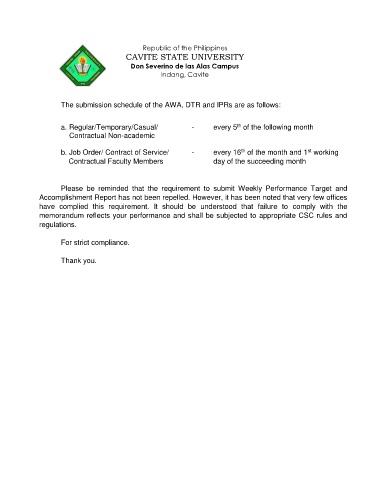 Republic of the Philippines
CAVITE STATE UNIVERSITY
Don Severino de las Alas Campus
Indang, Cavite
The submission schedule of the AWA, DTR and IPRs are as follows:
a. Regular/Temporary/Casual/ - every 5th of the following month
Contractual Non-academic
b. Job Order/ Contract of Service/ - every 16th of the month and 1st working
Contractual Faculty Members day of the succeeding month
Please be reminded that the requirement to submit Weekly Performance Target and
Accomplishment Report has not been repelled. However, it has been noted that very few offices
have complied this requirement. It should be understood that failure to comply with the
memorandum reflects your performance and shall be subjected to appropriate CSC rules and
regulations.
For strict compliance.
Thank you.